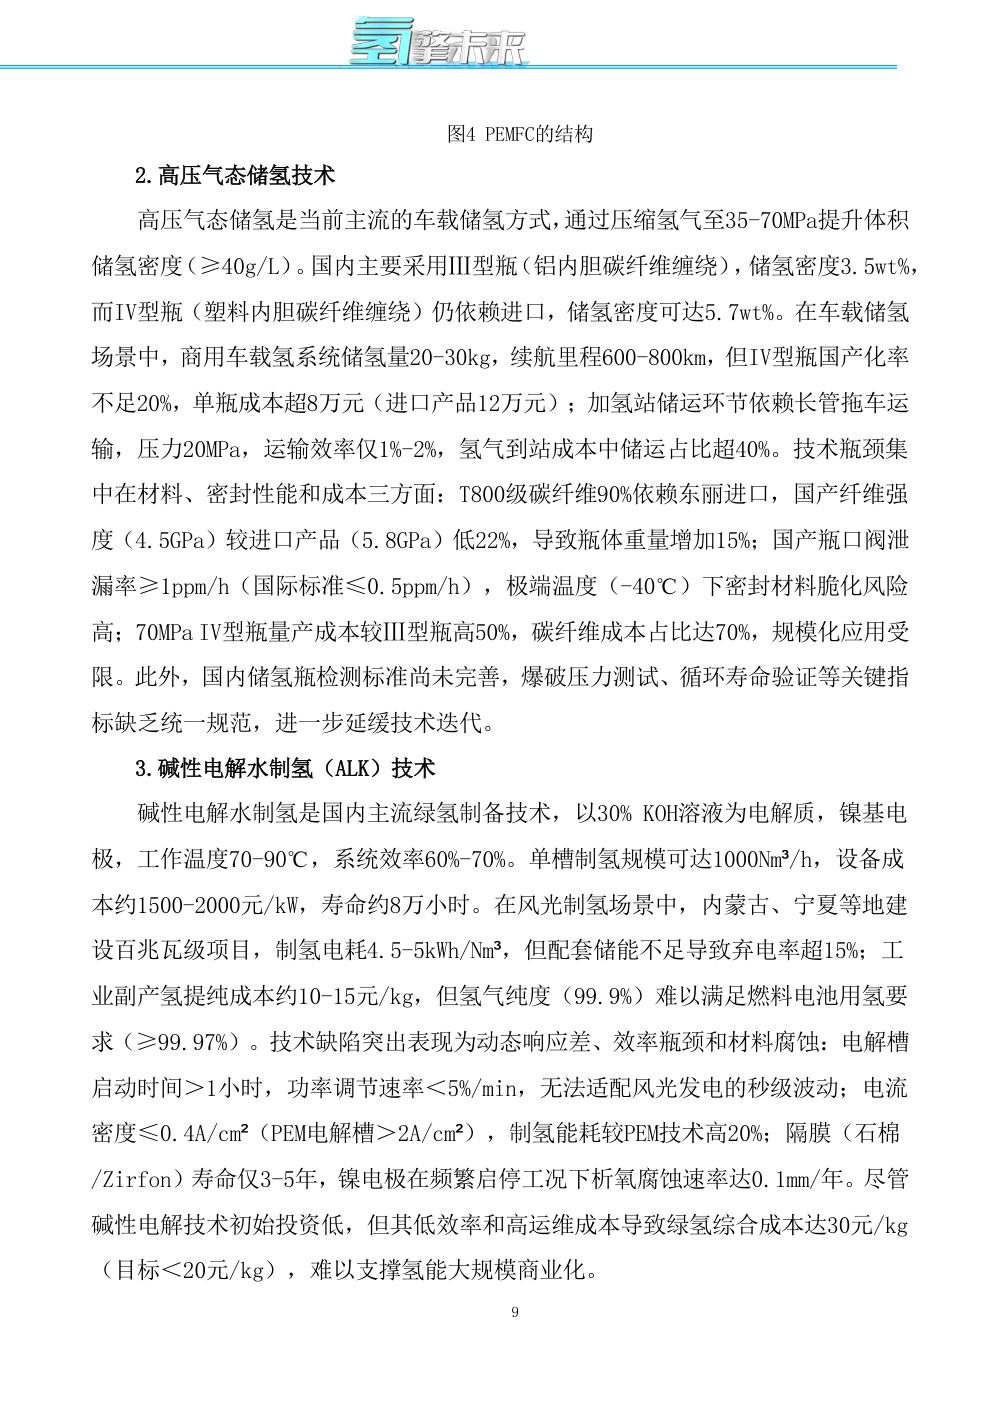 氢擎未来
图4 PEMFC的结构
2.高压气态储氢技术
高压气态储氢是当前主流的车载储氢方式，通过压缩氢气至35-70MPa提升体积
储氢密度（≥40g/L）。国内主要采用Ⅲ型瓶（铝内胆碳纤维缠绕），储氢密度3.5wt%，
而IV型瓶（塑料内胆碳纤维缠绕）仍依赖进口，储氢密度可达5.7wt%。在车载储氢
场景中，商用车载氢系统储氢量20-30kg，续航里程600-800km，但IV型瓶国产化率
不足20%，单瓶成本超8万元（进口产品12万元）；加氢站储运环节依赖长管拖车运
输，压力20MPa，运输效率仅1%-2%，氢气到站成本中储运占比超40%。技术瓶颈集
中在材料、密封性能和成本三方面：T800级碳纤维90%依赖东丽进口，国产纤维强
度（4.5GPa）较进口产品（5.8GPa）低22%，导致瓶体重量增加15%；国产瓶口阀泄
漏率≥1ppm/h（国际标准≤0.5ppm/h），极端温度（-40℃）下密封材料脆化风险
高；70MPa IV型瓶量产成本较Ⅲ型瓶高50%，碳纤维成本占比达70%，规模化应用受
限。此外，国内储氢瓶检测标准尚未完善，爆破压力测试、循环寿命验证等关键指
标缺乏统一规范，进一步延缓技术迭代。
3.碱性电解水制氢（ALK）技术
碱性电解水制氢是国内主流绿氢制备技术，以30% KOH溶液为电解质，镍基电
极，工作温度70-90℃，系统效率60%-70%。单槽制氢规模可达1000Nm³/h，设备成
本约1500-2000元/kW，寿命约8万小时。在风光制氢场景中，内蒙古、宁夏等地建
设百兆瓦级项目，制氢电耗4.5-5kWh/Nm³，但配套储能不足导致弃电率超15%；工
业副产氢提纯成本约10-15元/kg，但氢气纯度（99.9%）难以满足燃料电池用氢要
求（≥99.97%）。技术缺陷突出表现为动态响应差、效率瓶颈和材料腐蚀：电解槽
启动时间＞1小时，功率调节速率＜5%/min，无法适配风光发电的秒级波动；电流
密度≤0.4A/cm²（PEM电解槽＞2A/cm²），制氢能耗较PEM技术高20%；隔膜（石棉
/Zirfon）寿命仅3-5年，镍电极在频繁启停工况下析氧腐蚀速率达0.1mm/年。尽管
碱性电解技术初始投资低，但其低效率和高运维成本导致绿氢综合成本达30元/kg
（目标＜20元/kg），难以支撑氢能大规模商业化。
9